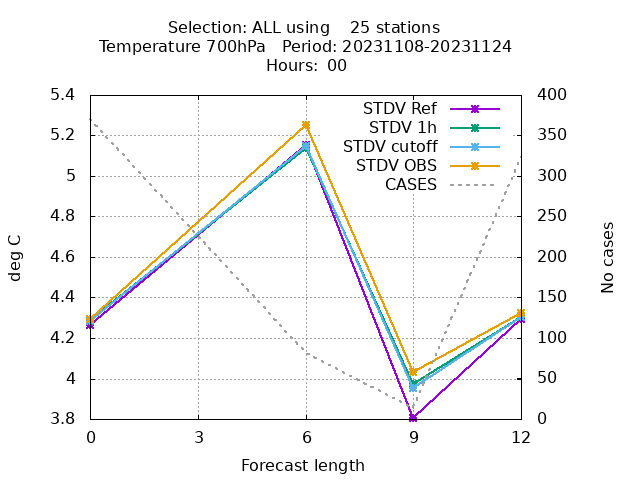 Selection: ALL using    25 stations
Temperature 700hPa   Period: 20231108-20231124
Hours: 00
5.4
5.2
5
4.8
4.6
4.4
4.2
4
3.8
deg C
STDV Ref
STDV 1h
STDV cutoff
STDV OBS
CASES
400
350
300
250
200
150
100
50
0
No cases
0 3 6 9 12
Forecast length